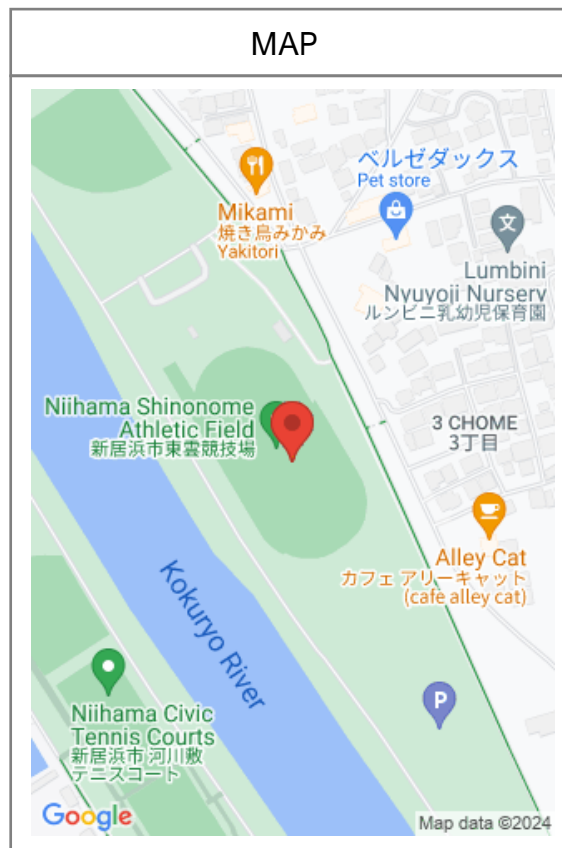 MAP
ベルゼダックス
Pet store
Mikami
焼き鳥みかみ
Yakitori
Lumbini
Nyuyoji Nursery
ルンビニ乳幼児保育園
Niihama Shinonome
Athletic Field
新居浜市東雲競技場
3 CHOME
3丁目
Alley Cat
カフェ アリーキャット
(cafe alley cat)
Kokuryo River
P
Niihama Civic
Tennis Courts
新居浜市 河川敷
テニスコート
Google
Map data ©2024